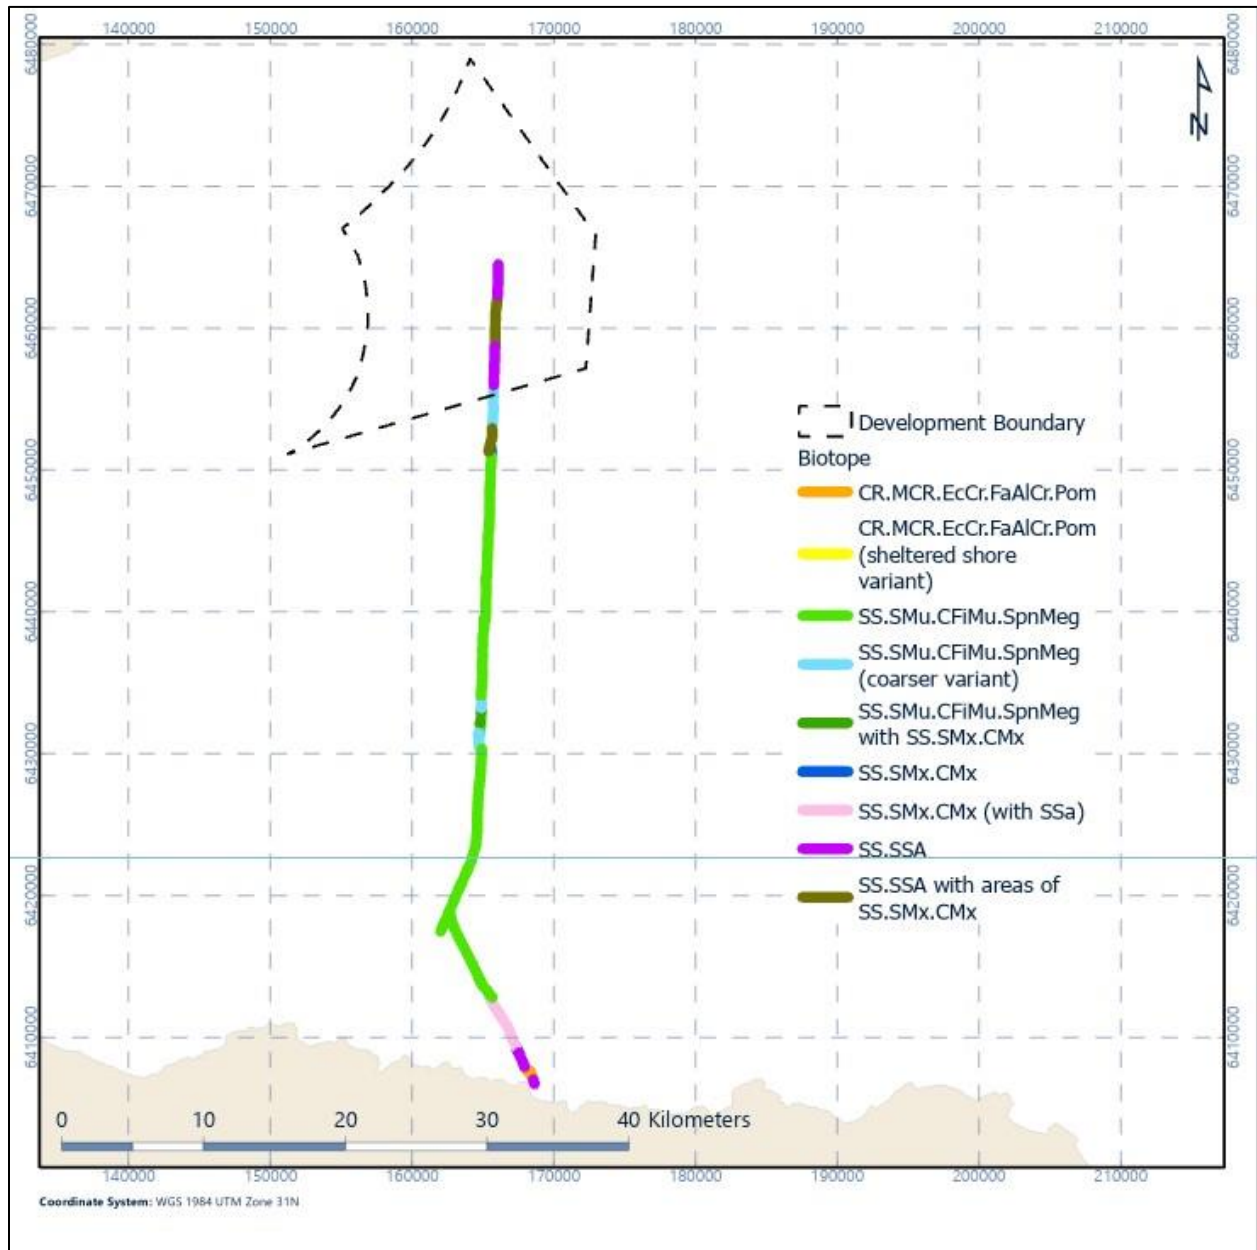 140000 150000 160000 170000 180000 190000 200000 210000
6480000 6480000
N
6470000 6470000
6460000 6460000
Development Boundary
Biotope
6450000 6450000
CR.MCR.EcCr.FaAlCr.Pom
CR.MCR.EcCr.FaAlCr.Pom
(sheltered shore
variant)
6440000 6440000
SS.SMu.CFiMu.SpnMeg
SS.SMu.CFiMu.SpnMeg
(coarser variant)
SS.SMu.CFiMu.SpnMeg
with SS.SMx.CMx
6430000 6430000
SS.SMx.CMx
SS.SMx.CMx (with SSa)
SS.SSA
6420000 6420000
SS.SSA with areas of
SS.SMx.CMx
6410000 6410000
0 10 20 30 40 Kilometers
140000 150000 160000 170000 180000 190000 200000 210000
Coordinate System: WGS 1984 UTM Zone 31N